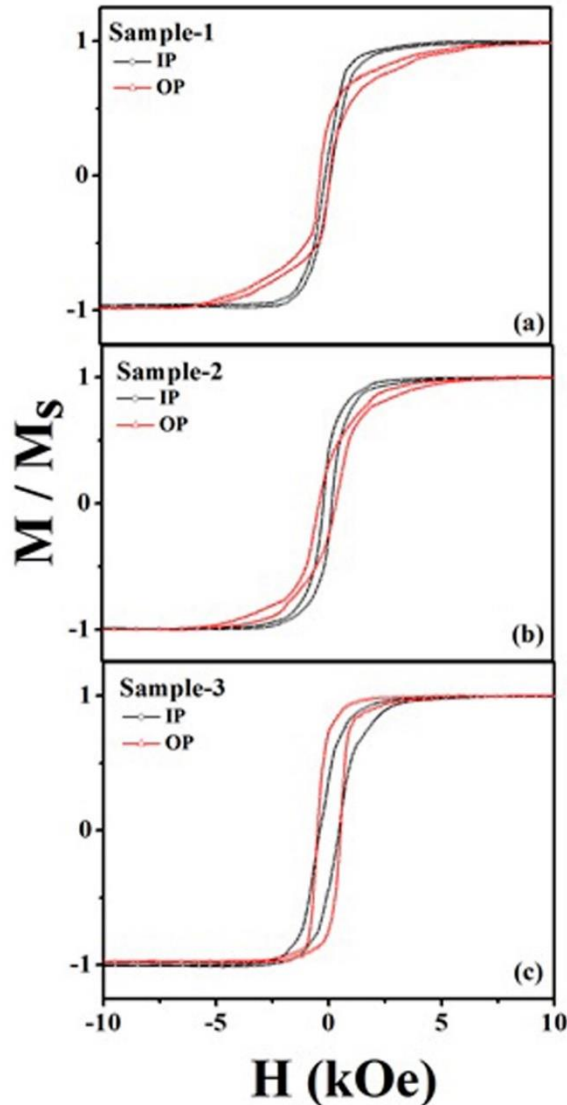 Sample-1
IP
OP
1
0
-1
(a)
Sample-2
IP
OP
1
0
-1
(b)
M / Ms
Sample-3
IP
OP
1
0
-1
(c)
-10 -5 0 5 10
H (kOe)